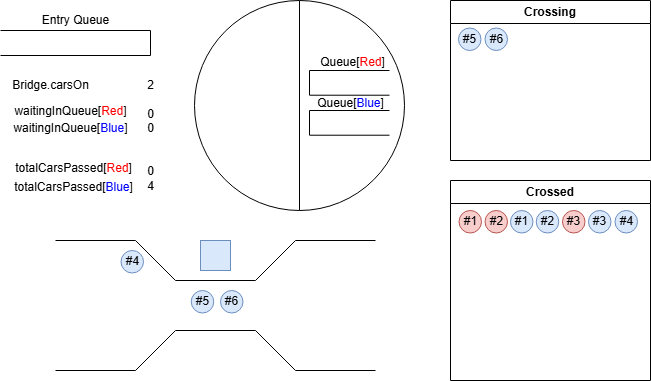 Entry Queue
Bridge.carsOn 2
waitingInQueue[Red] 0
waitingInQueue[Blue] 0
totalCarsPassed[Red] 0
totalCarsPassed[Blue] 4
Queue[Red]
Queue[Blue]
Crossing
#5 #6
Crossed
#1 #2 #1 #2 #3 #3 #4
#4
#5 #6